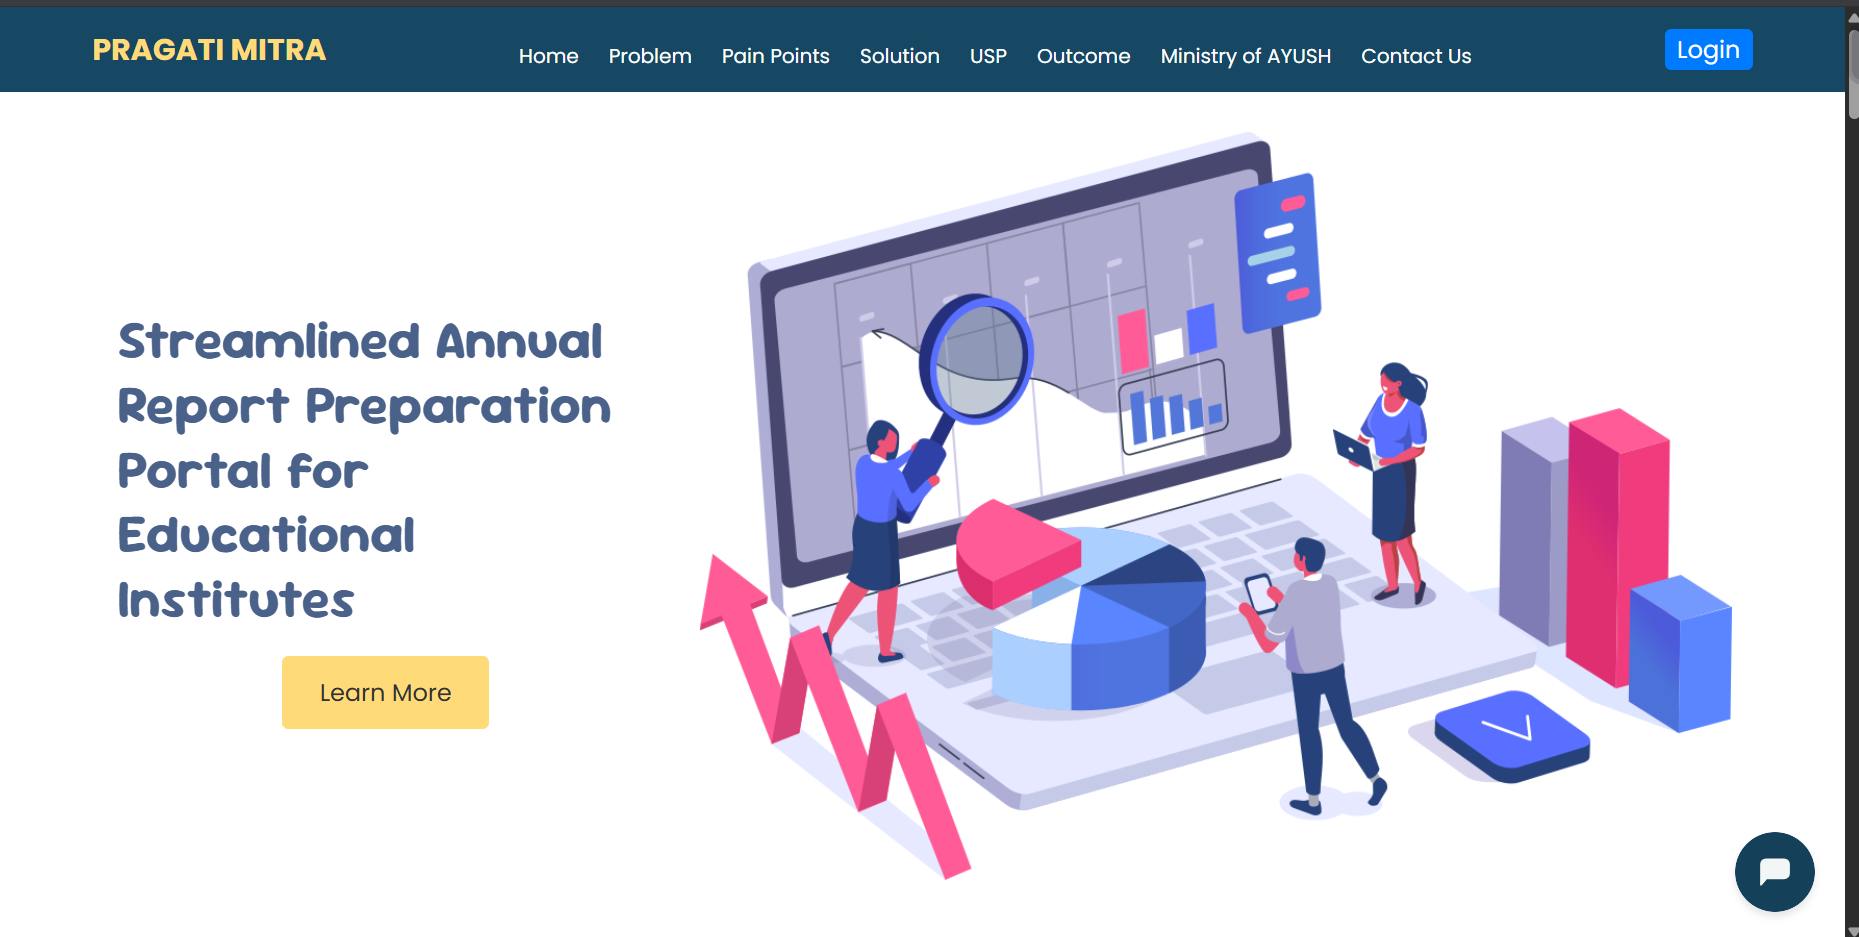 PRAGATI MITRA
Home Problem Pain Points Solution USP Outcome Ministry of AYUSH Contact Us
Login
Streamlined Annual
Report Preparation
Portal for
Educational
Institutes
Learn More